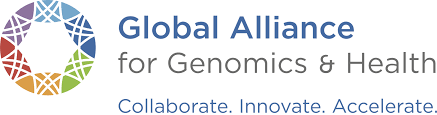 Global Alliance
for Genomics & Health
Collaborate. Innovate. Accelerate.